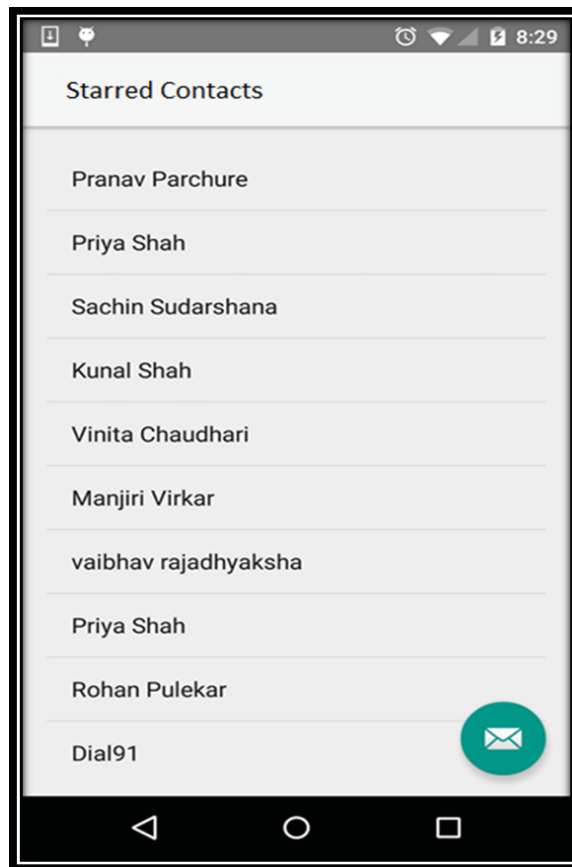 8:29
Starred Contacts
Pranav Parchure
Priya Shah
Sachin Sudarshana
Kunal Shah
Vinita Chaudhari
Manjiri Virkar
vaibhav rajadhyaksha
Priya Shah
Rohan Pulekar
Dial91